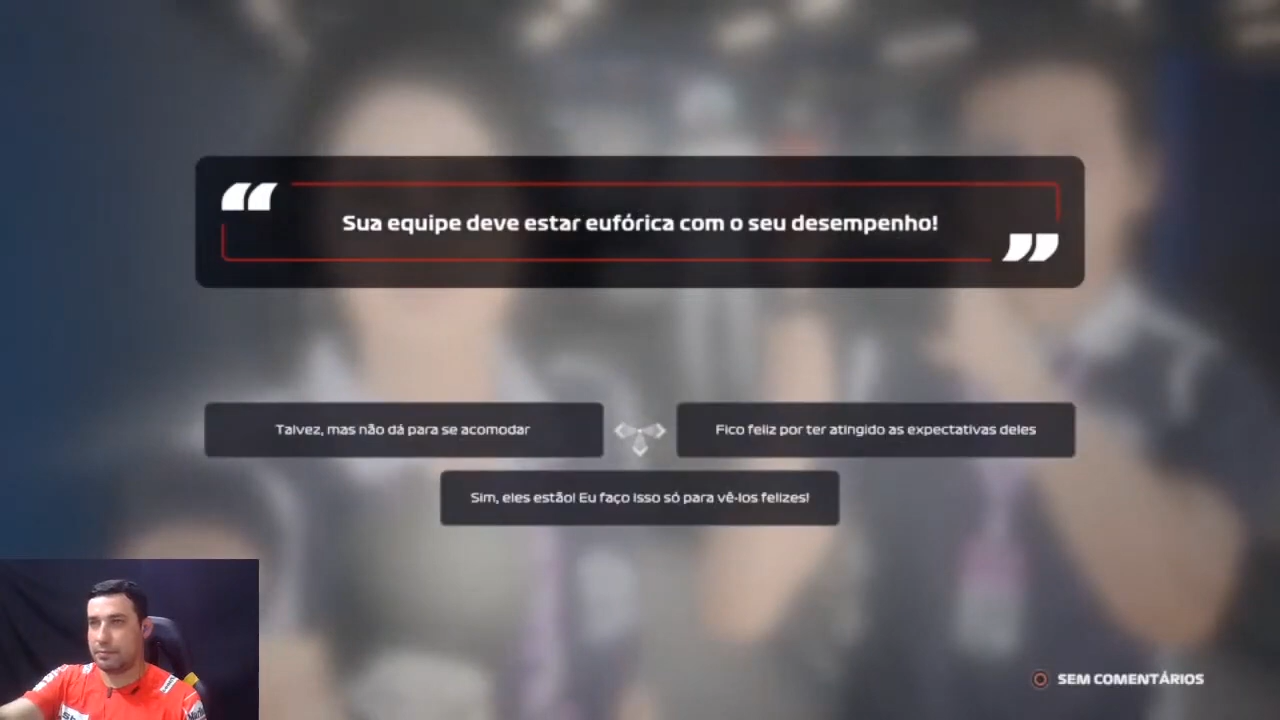 Sua equipe deve estar eufórica com o seu desempenho!
Talvez, mas não dá para se acomodar
Fico feliz por ter atingido as expectativas deles
Sim, eles estão! Eu faço isso só para vê-los felizes!
SEM COMENTÁRIOS